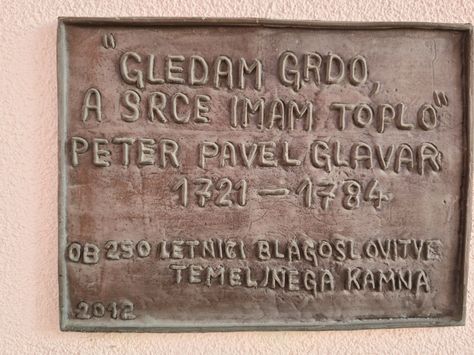 "GLEDAM GRDO,
A SRCE IMAM TOPLO"
PETER PAVEL GLAVAR
1721 – 1784
OB 250 LETNICI BLAGOSLOVITVE
TEMELJNEGA KAMNA
2012